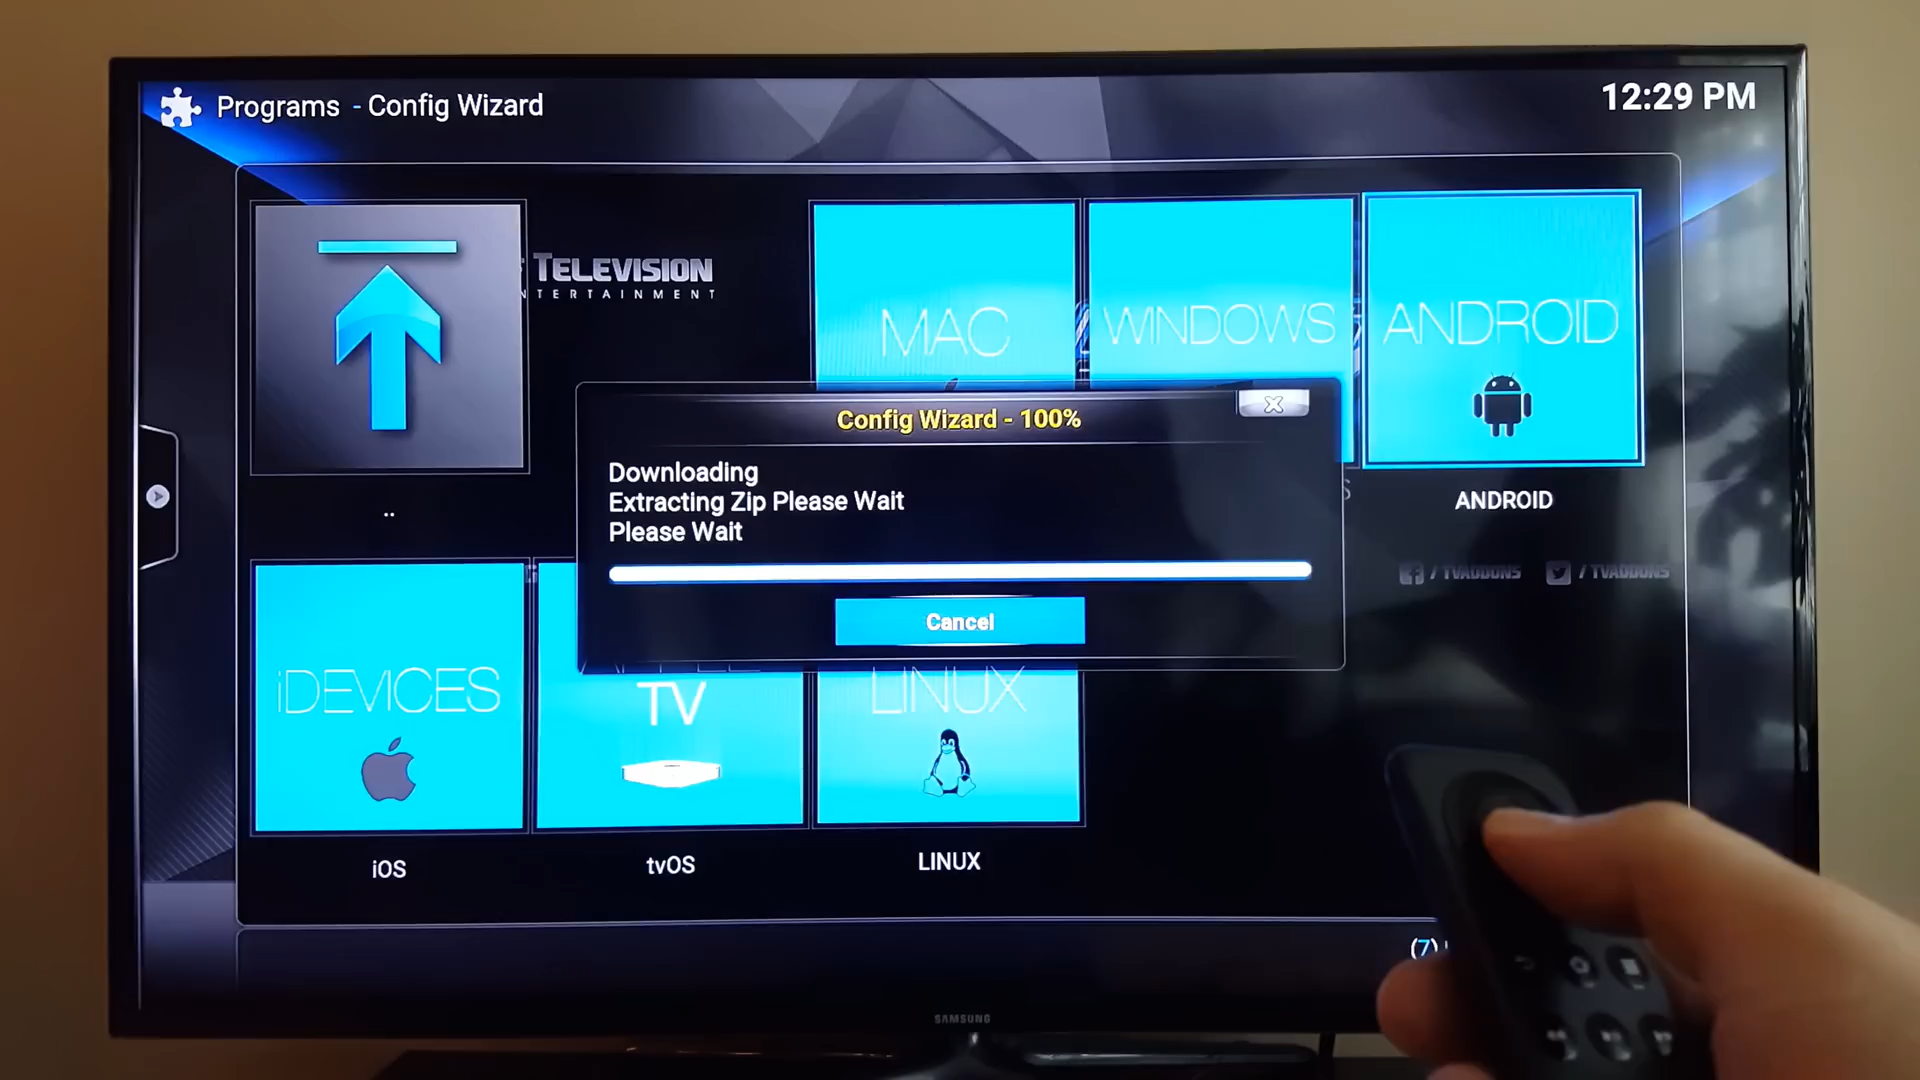 Programs - Config Wizard
12:29 PM
TELEVISION
NTERTAINMENT
MAC
WINDOWS
ANDROID
Config Wizard - 100%
Downloading
Extracting Zip Please Wait
Please Wait
Cancel
ANDROID
..
/ TVADDONS
/ TVADDONS
iDEVICES
TV
LINUX
iOS
tvOS
LINUX
(7)
SAMSUNG